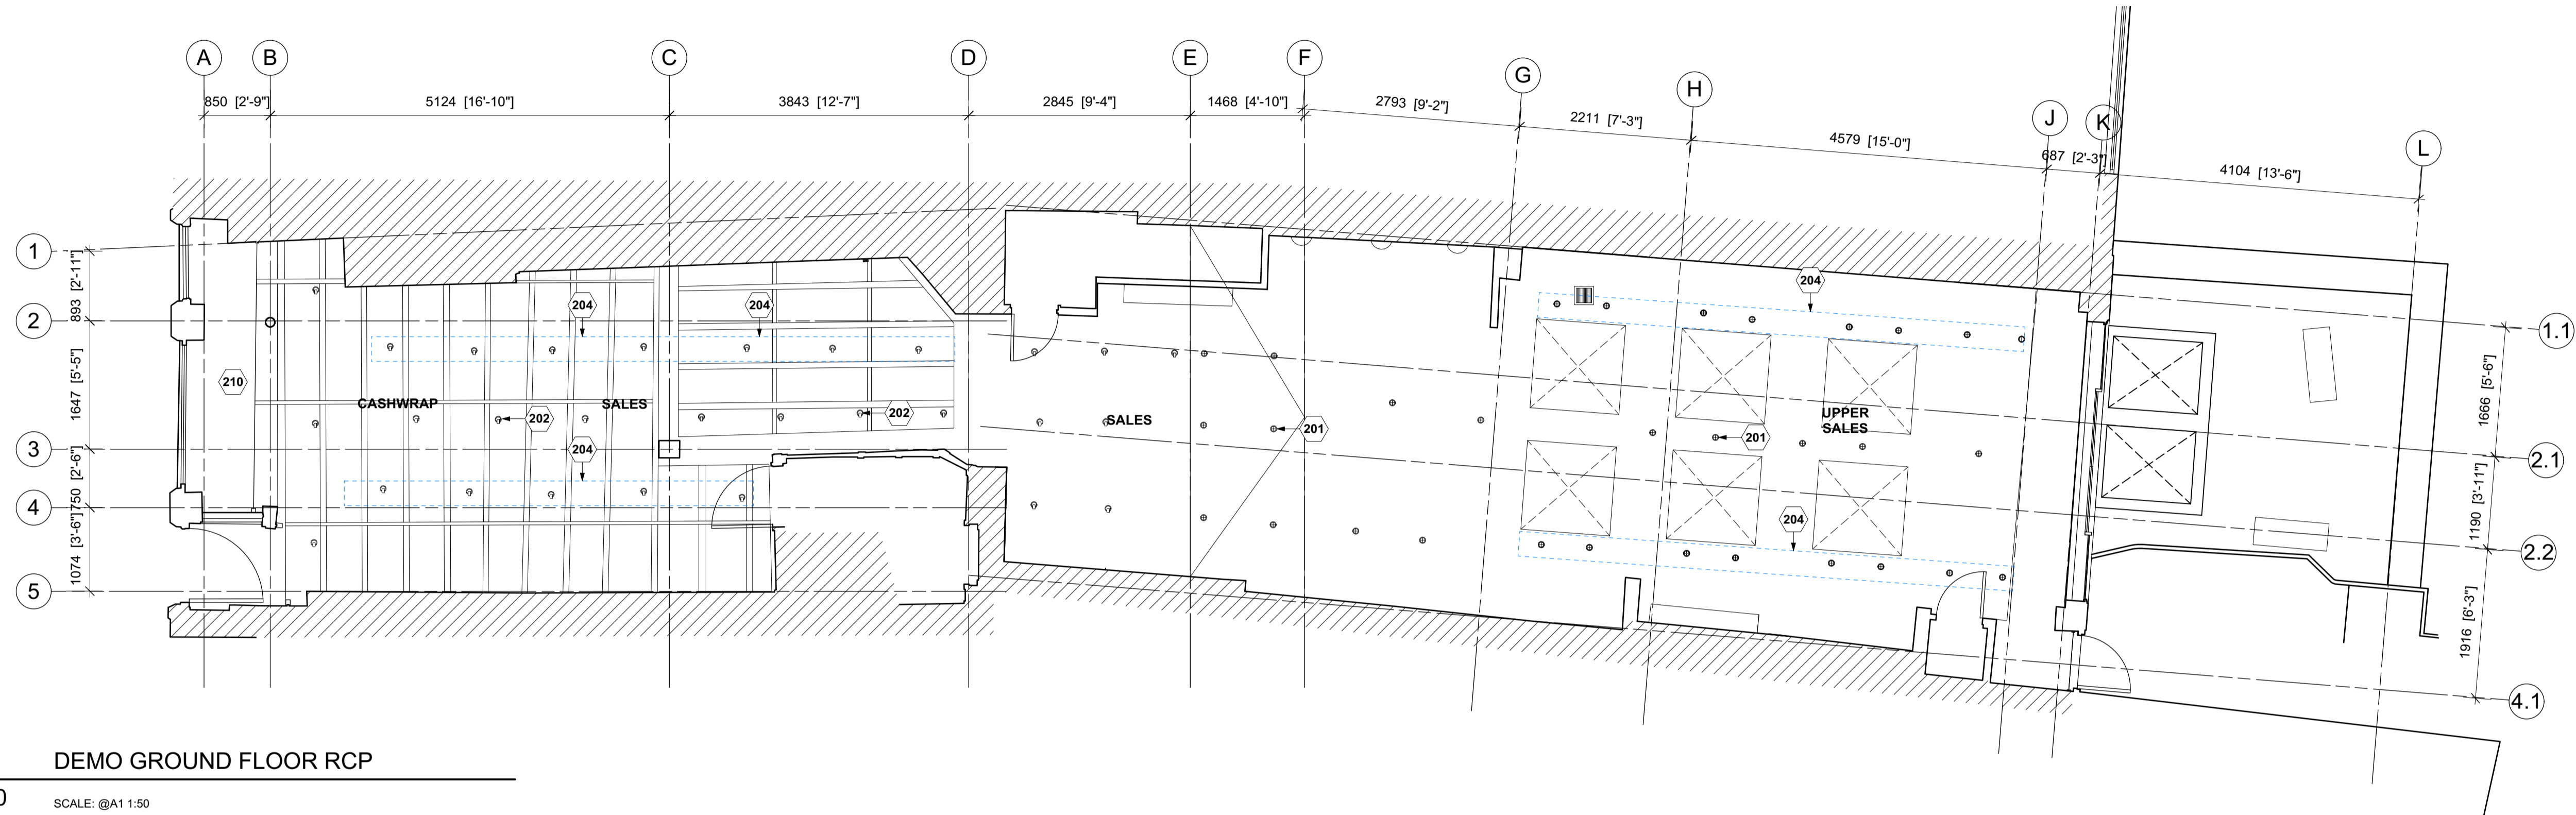 A
B
C
D
E
F
G
H
J
K
L
850 [2'-9"]
5124 [16'-10"]
3843 [12'-7"]
2845 [9'-4"]
1468 [4'-10"]
2793 [9'-2"]
2211 [7'-3"]
4579 [15'-0"]
687 [2'-3"]
4104 [13'-6"]
1
2
3
4
5
893 [2'-11"]
1647 [5'-5"]
750 [2'-6"]
1074 [3'-6"]
204
204
204
210
CASHWRAP
SALES
202
202
204
SALES
201
201
UPPER
SALES
204
1.1
2.1
2.2
4.1
1666 [5'-6"]
1190 [3'-11"]
1916 [6'-3"]
DEMO GROUND FLOOR RCP
0
SCALE: @A1 1:50